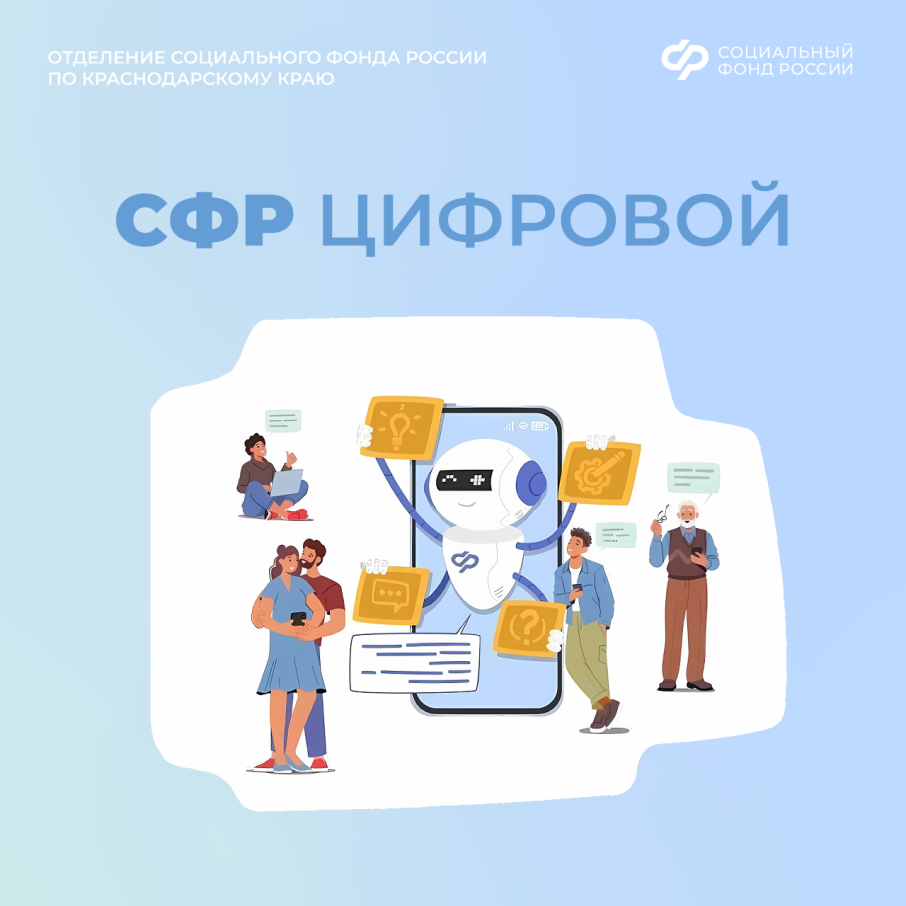 ОТДЕЛЕНИЕ СОЦИАЛЬНОГО ФОНДА РОССИИ
ПО КРАСНОДАРСКОМУ КРАЮ
СОЦИАЛЬНЫЙ
ФОНД РОССИИ
СФР ЦИФРОВОЙ
?